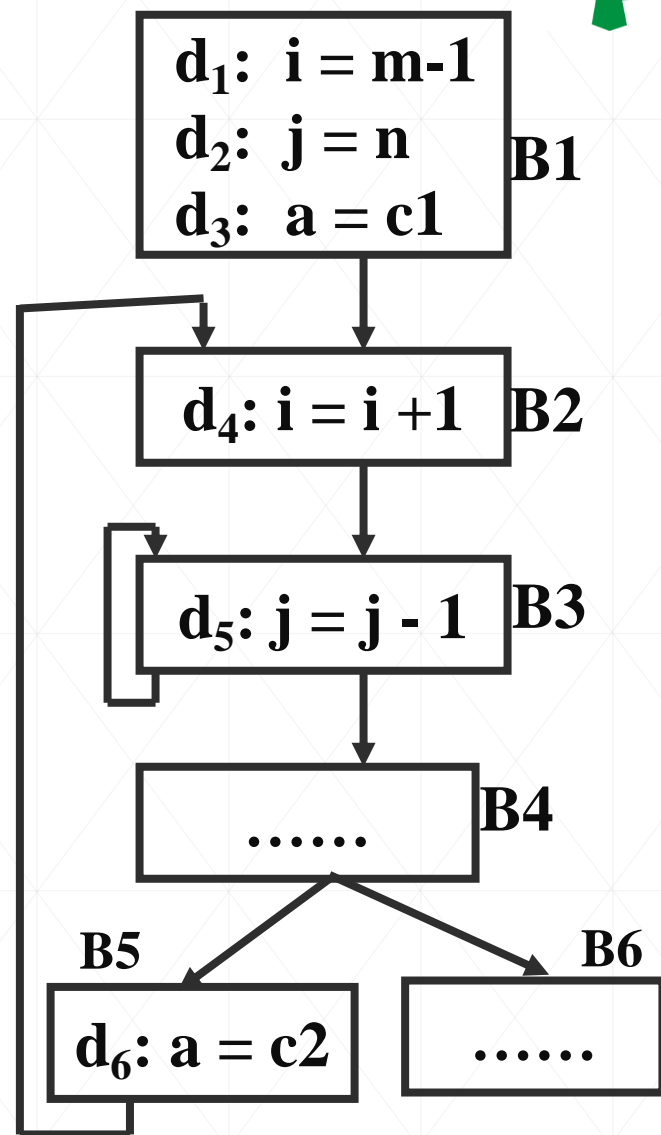 d₁: i = m-1
d₂: j = n
d₃: a = c1
B1
d₄: i = i +1
B2
d₅: j = j - 1
B3
......
B4
B5
B6
d₆: a = c2
......